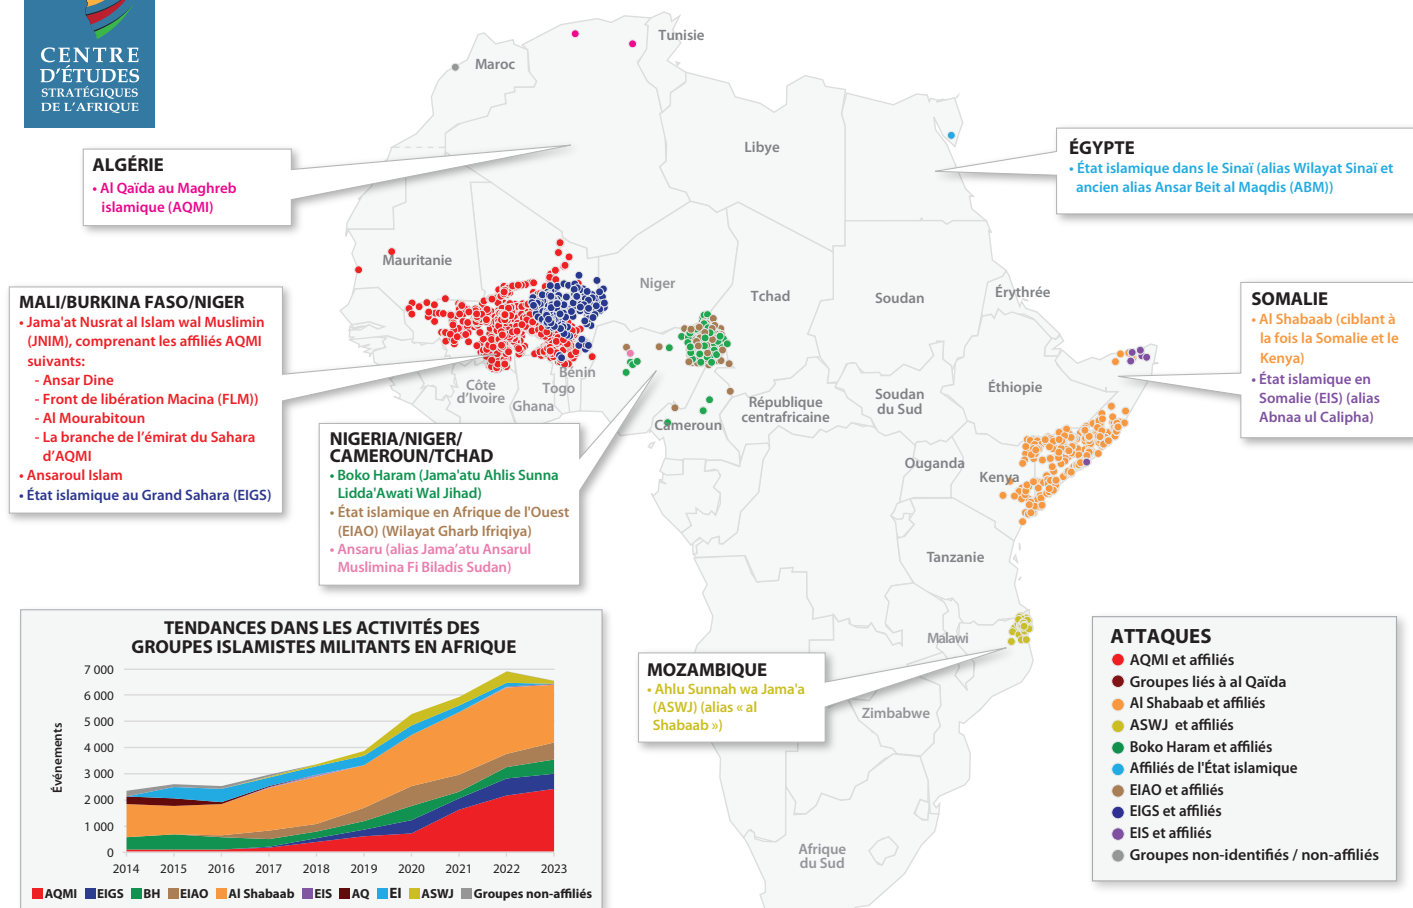 CENTRE
D'ÉTUDES
STRATÉGIQUES
DE L'AFRIQUE
Tunisie
Maroc
Libye
ALGÉRIE
• Al Qaïda au Maghreb
islamique (AQMI)
ÉGYPTE
• État islamique dans le Sinaï (alias Wilayat Sinaï et
ancien alias Ansar Beit al Maqdis (ABM))
Mauritanie
Niger
Tchad
Soudan
Érythrée
MALI/BURKINA FASO/NIGER
• Jama'at Nusrat al Islam wal Muslimin
(JNIM), comprenant les affiliés AQMI
suivants:
- Ansar Dine
- Front de libération Macina (FLM))
- Al Mourabitoun
- La branche de l'émirat du Sahara
d'AQMI
• Ansaroul Islam
• État islamique au Grand Sahara (EIGS)
SOMALIE
• Al Shabaab (ciblant à
la fois la Somalie et le
Kenya)
• État islamique en
Somalie (EIS) (alias
Abnaa ul Calipha)
Bénin
Togo
Côte
d'Ivoire
Ghana
Cameroun
République
centrafricaine
Soudan
du Sud
Éthiopie
Ouganda
Kenya
NIGERIA/NIGER/
CAMEROUN/TCHAD
• Boko Haram (Jama'atu Ahlis Sunna
Lidda'Awati Wal Jihad)
• État islamique en Afrique de l'Ouest
(EIAO) (Wilayat Gharb Ifriqiya)
• Ansaru (alias Jama'atu Ansarul
Muslimina Fi Biladis Sudan)
Tanzanie
Malawi
Zimbabwe
Afrique
du Sud
MOZAMBIQUE
• Ahlu Sunnah wa Jama'a
(ASWJ) (alias « al
Shabaab »)
TENDANCES DANS LES ACTIVITÉS DES
GROUPES ISLAMISTES MILITANTS EN AFRIQUE
Événements
7 000
6 000
5 000
4 000
3 000
2 000
1 000
0
2014 2015 2016 2017 2018 2019 2020 2021 2022 2023
AQMI EIGS BH EIAO Al Shabaab EIS AQ EI ASWJ Groupes non-affiliés
ATTAQUES
AQMI et affiliés
Groupes liés à al Qaïda
Al Shabaab et affiliés
ASWJ et affiliés
Boko Haram et affiliés
Affiliés de l'État islamique
EIAO et affiliés
EIGS et affiliés
EIS et affiliés
Groupes non-identifiés / non-affiliés